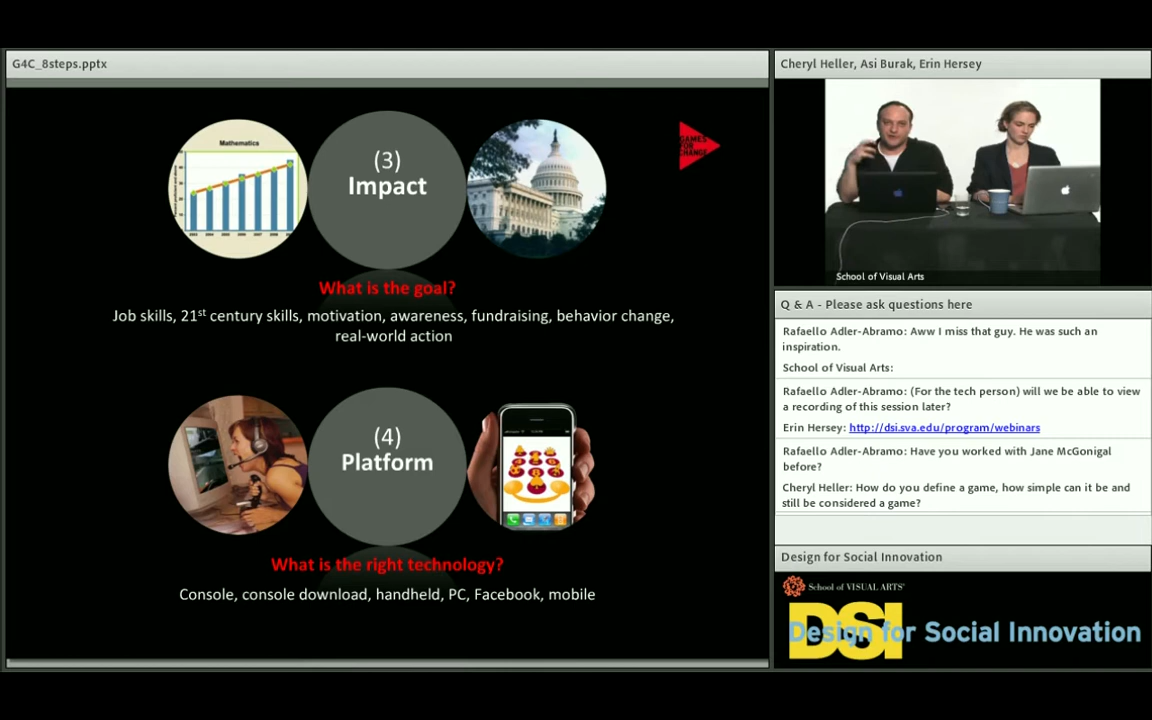 G4C_8steps.pptx
Mathematics
(3)
Impact
GAMES
FOR
CHANGE
What is the goal?
Job skills, 21st century skills, motivation, awareness, fundraising, behavior change,
real-world action
(4)
Platform
What is the right technology?
Console, console download, handheld, PC, Facebook, mobile
Cheryl Heller, Asi Burak, Erin Hersey
School of Visual Arts
Q & A - Please ask questions here
Rafaello Adler-Abramo: Aww I miss that guy. He was such an
inspiration.
School of Visual Arts:
Rafaello Adler-Abramo: (For the tech person) will we be able to view
a recording of this session later?
Erin Hersey: http://dsi.sva.edu/program/webinars
Rafaello Adler-Abramo: Have you worked with Jane McGonigal
before?
Cheryl Heller: How do you define a game, how simple can it be and
still be considered a game?
Design for Social Innovation
School of VISUAL ARTS
DSI
Design for Social Innovation